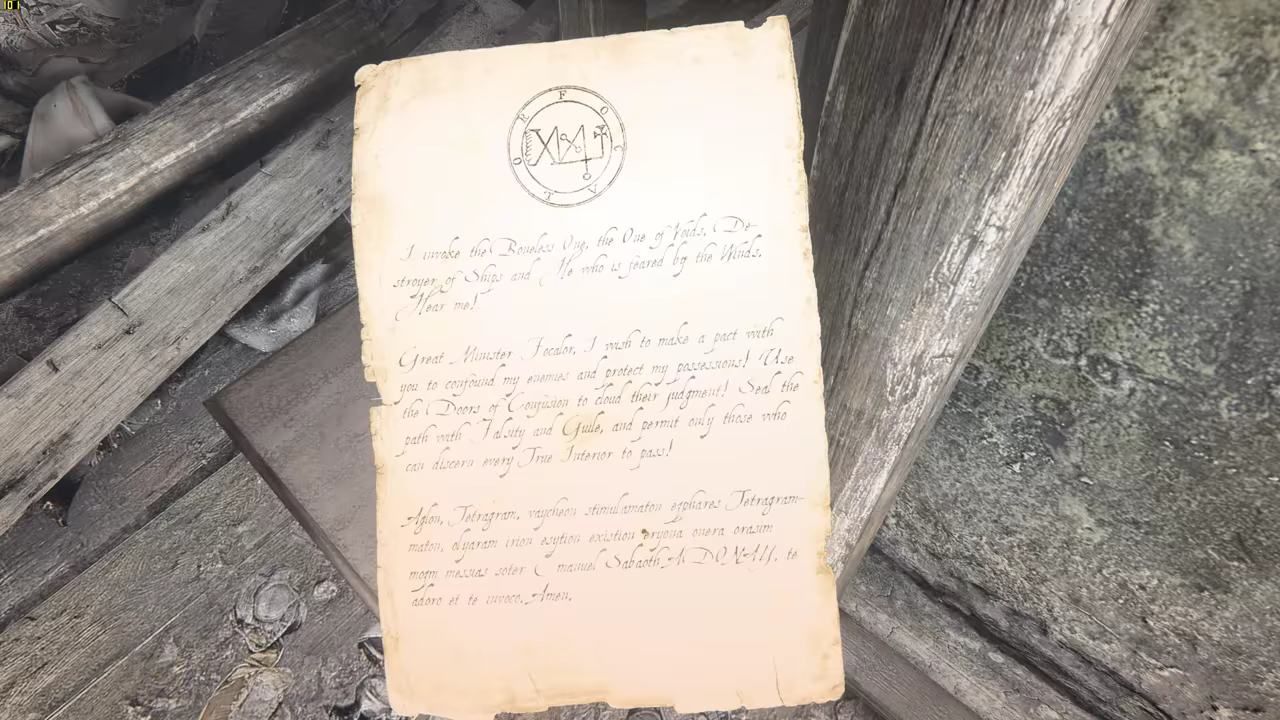 101
F O C V T O R
I invoke the Boneless One, the One of Voids, De-
stroyer of Ships and He who is feared by the Winds.
Hear me!
Great Minister Focalor, I wish to make a pact with
you to confound my enemies and protect my possessions! Use
the Doors of Confusion to cloud their judgment! Seal the
path with Falsity and Guile, and permit only those who
can discern every True Interior to pass!
Aglon, Tetragram, vaycheon stimulamaton ezphares Tetragram-
maton, olyaram irion esytion existion eryona onera orasim
mozm messias soter Emanuel Sabaoth ADONAY, te
adoro et te invoco. Amen.